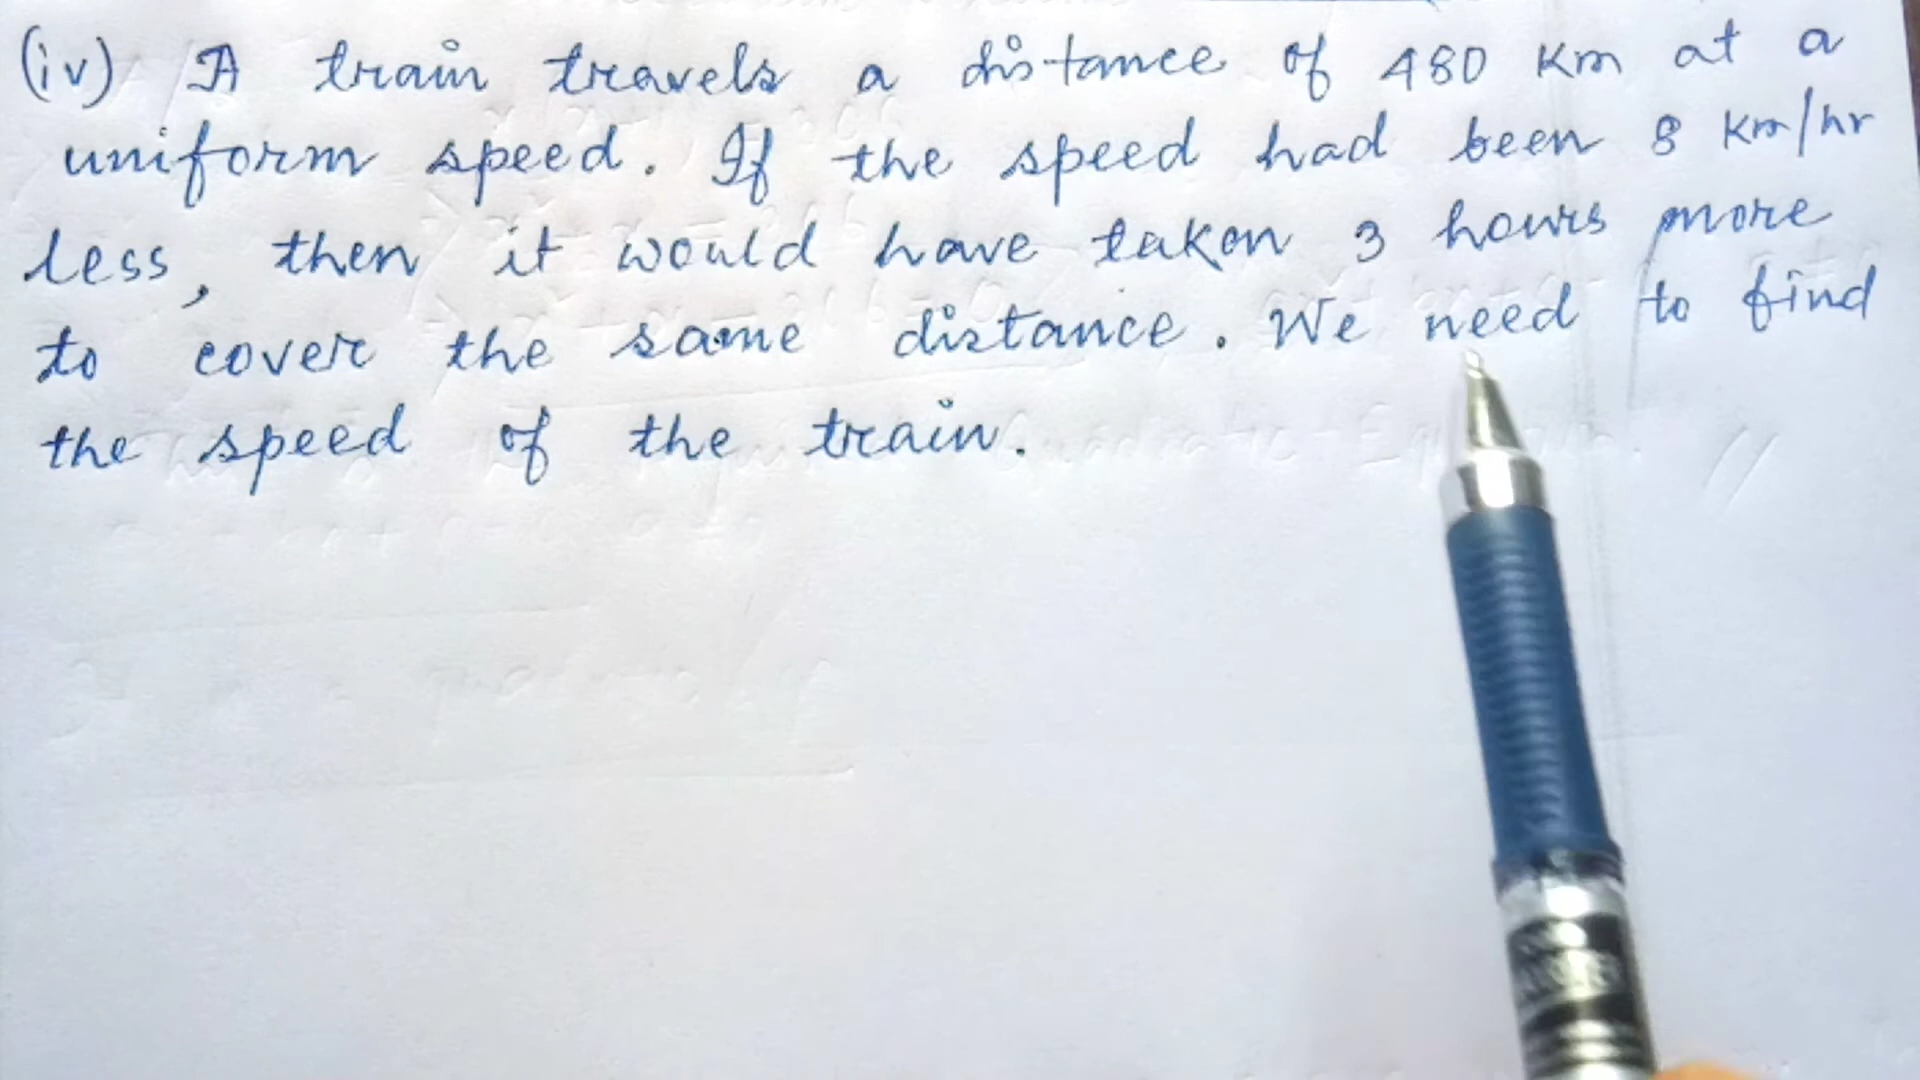 (iv) A train travels a distance of 480 Km at a
uniform speed. If the speed had been 8 Km/hr
less, then it would have taken 3 hours more
to cover the same distance. We need to find
the speed of the train.